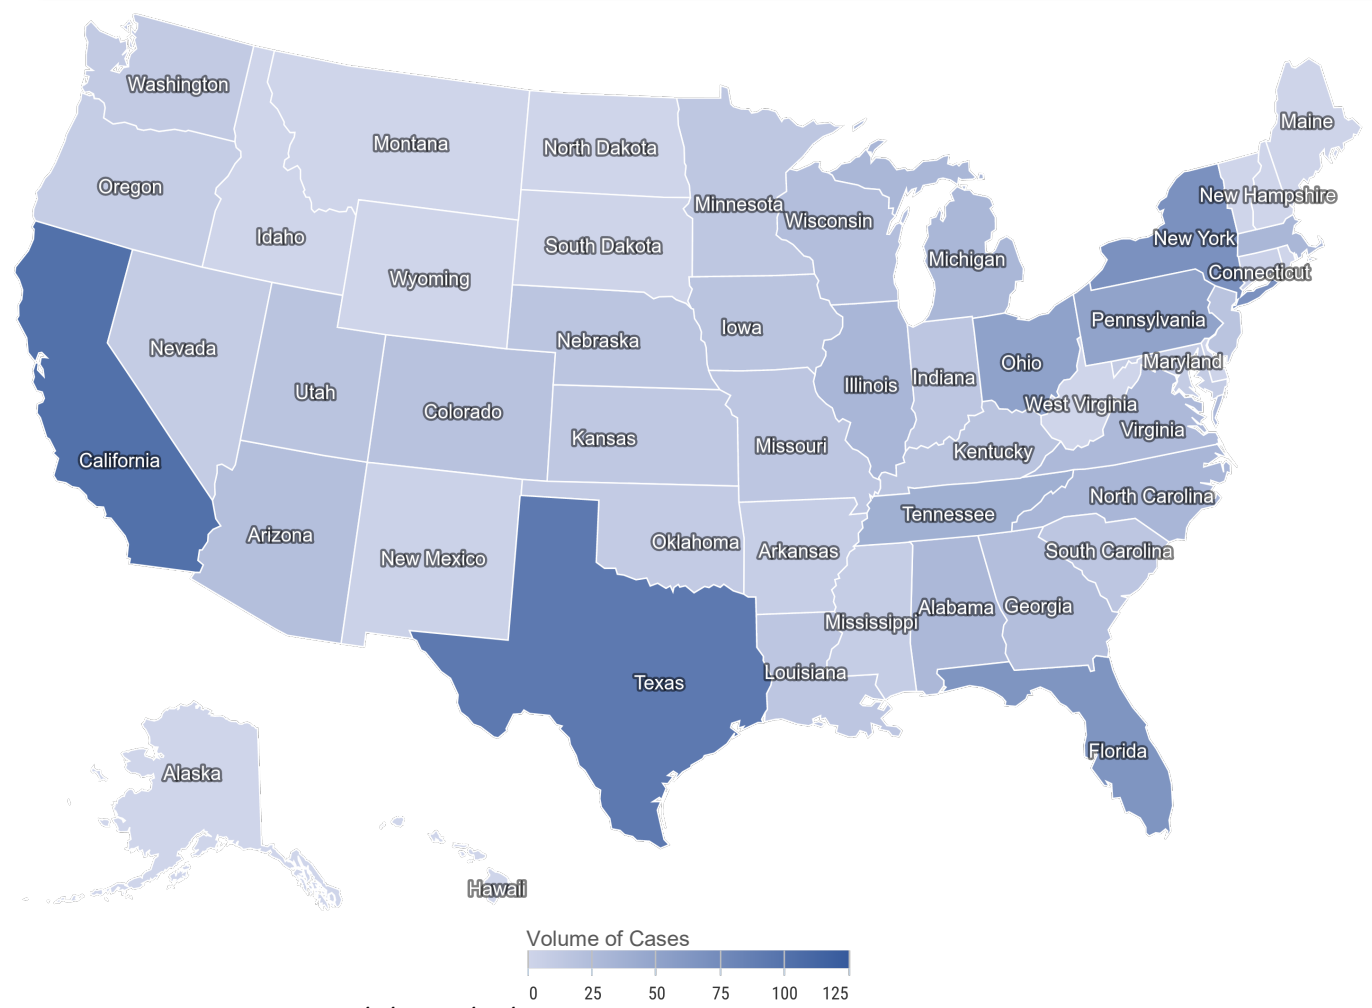 Washington
Montana
North Dakota
Maine
Oregon
Minnesota
New Hampshire
Wisconsin
Idaho
South Dakota
New York
Michigan
Wyoming
Connecticut
Iowa
Pennsylvania
Nebraska
Nevada
Ohio
Maryland
Indiana
Illinois
Utah
Colorado
West Virginia
Virginia
Kansas
Missouri
Kentucky
California
North Carolina
Tennessee
Arizona
Oklahoma
Arkansas
South Carolina
New Mexico
Alabama
Georgia
Mississippi
Louisiana
Texas
Florida
Alaska
Hawaii
Volume of Cases
0 25 50 75 100 125